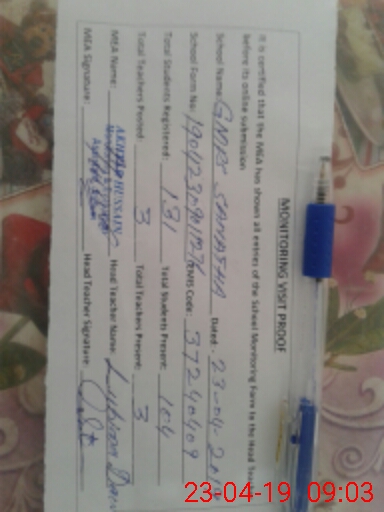 MONITORING VISIT PROOF
It is certified that the MEA has shown all entries of the School Monitoring Form to the Head
before its online submission
School Name: GMPS Dated: 23-04-2019
School Form No: EMIS Code: 37240409
Total Students Registered: 131 Total Students Present: 104
Total Teachers Posted: 3 Total Teachers Present: 3
MEA Name: HUSSAIN Head Teacher Name:
MEA Signature: Head Teacher Signature:
23-04-19 09:03